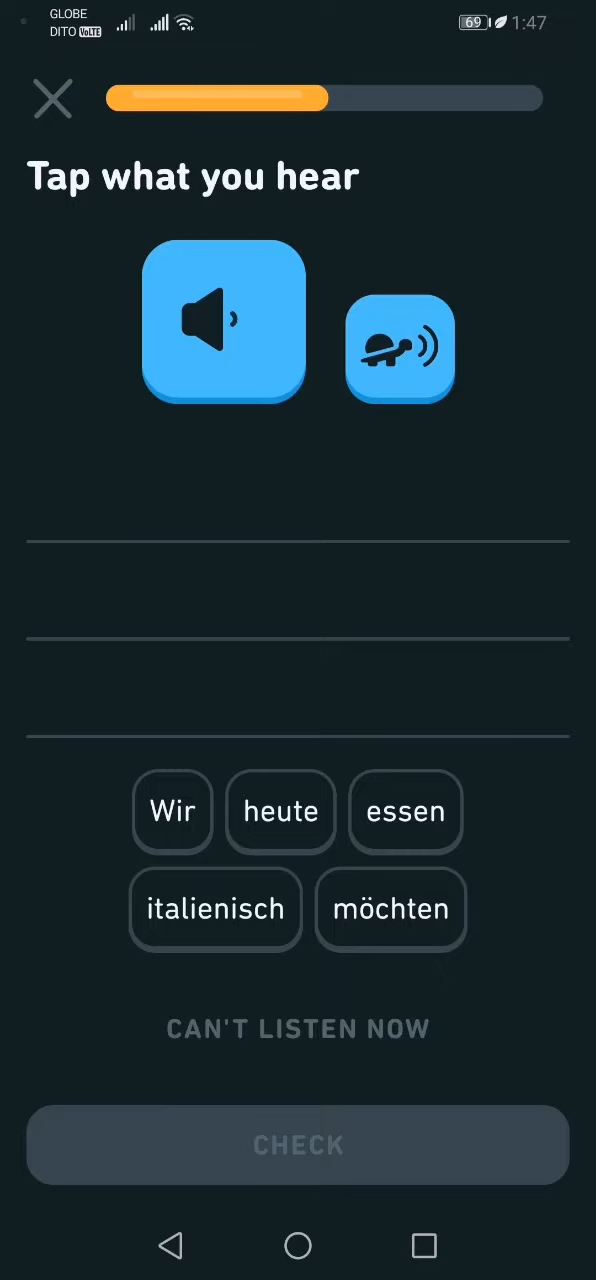 GLOBE
DITO VoLTE 69 1:47
Tap what you hear
Wir heute essen
italienisch möchten
CAN'T LISTEN NOW
CHECK